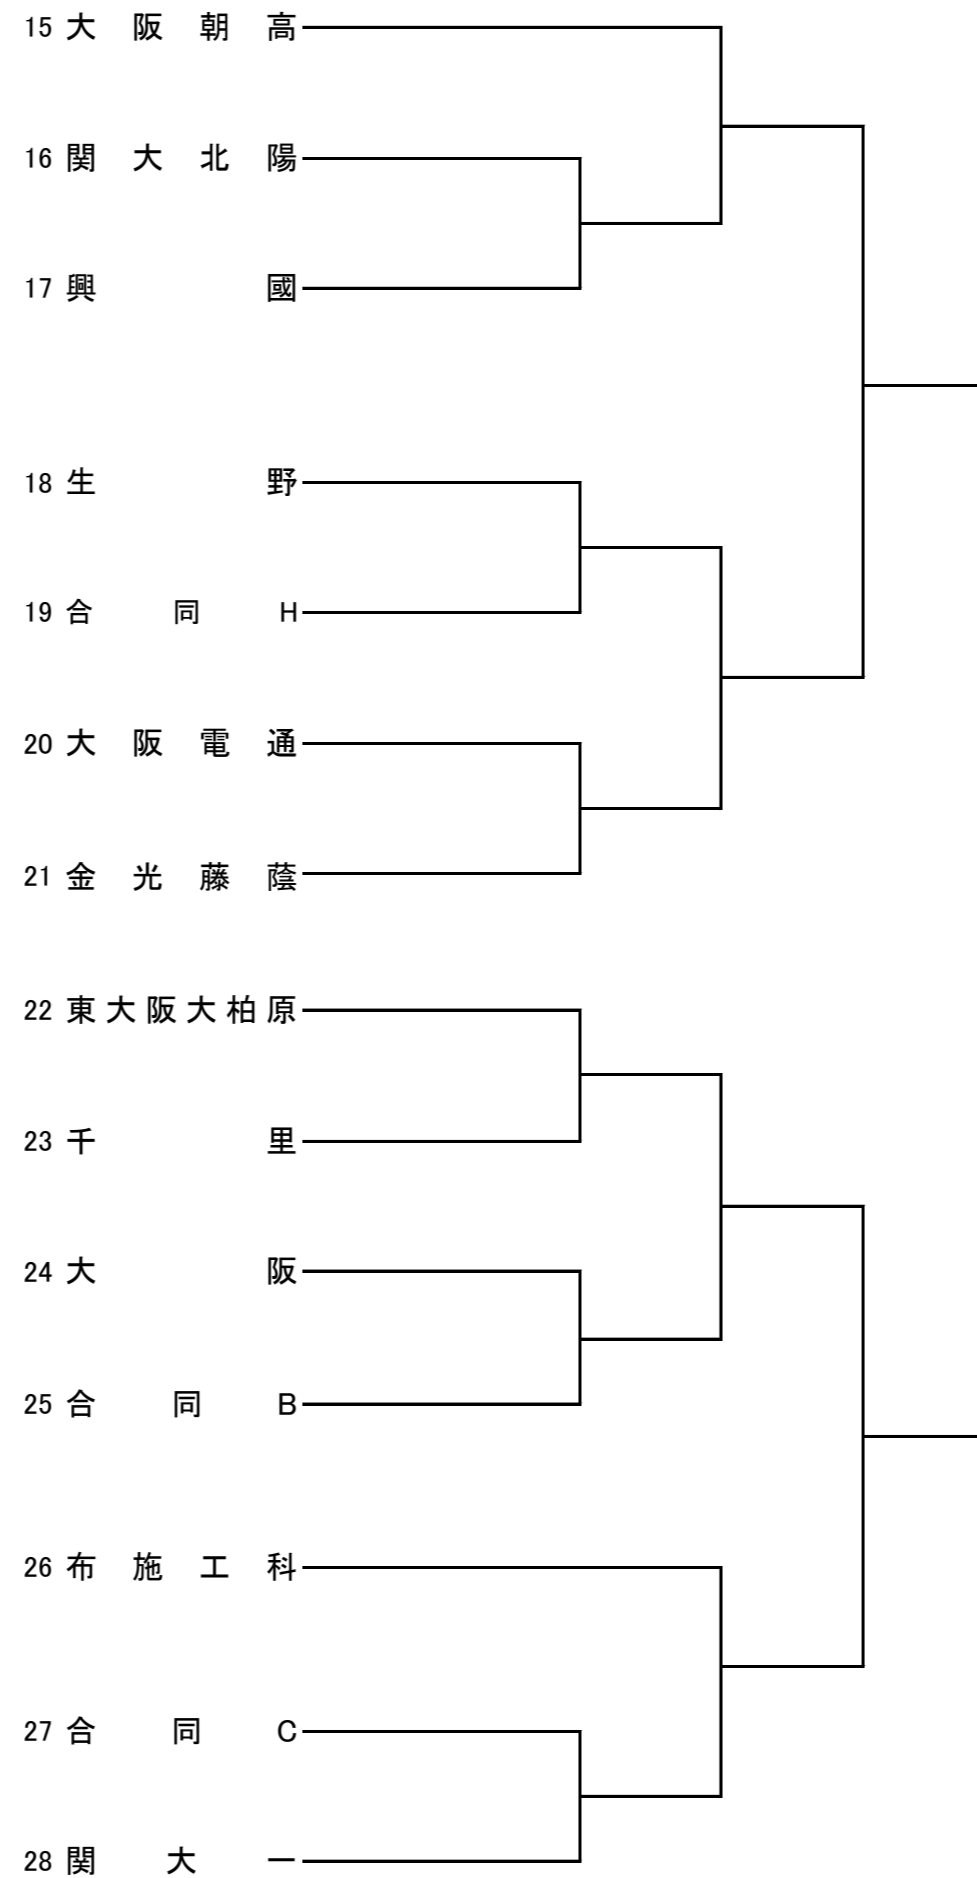 15 大阪朝高
16 関大北陽
17 興國
18 生野
19 合同H
20 大阪電通
21 金光藤蔭
22 東大阪大柏原
23 千里
24 大阪
25 合同B
26 布施工科
27 合同C
28 関大一